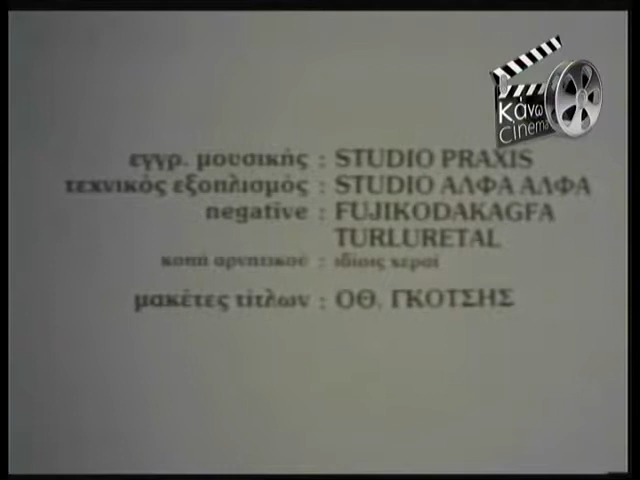 Κάνω
cinema
εγγρ. μουσικής : STUDIO PRAXIS
τεχνικός εξοπλισμός : STUDIO ΑΛΦΑ ΑΛΦΑ
negative : FUJIKODAKAGFA
TURLURETAL
κοπή αρνητικού : ιδίοις χερσί
μακέτες τίτλων : ΟΘ. ΓΚΟΤΣΗΣ